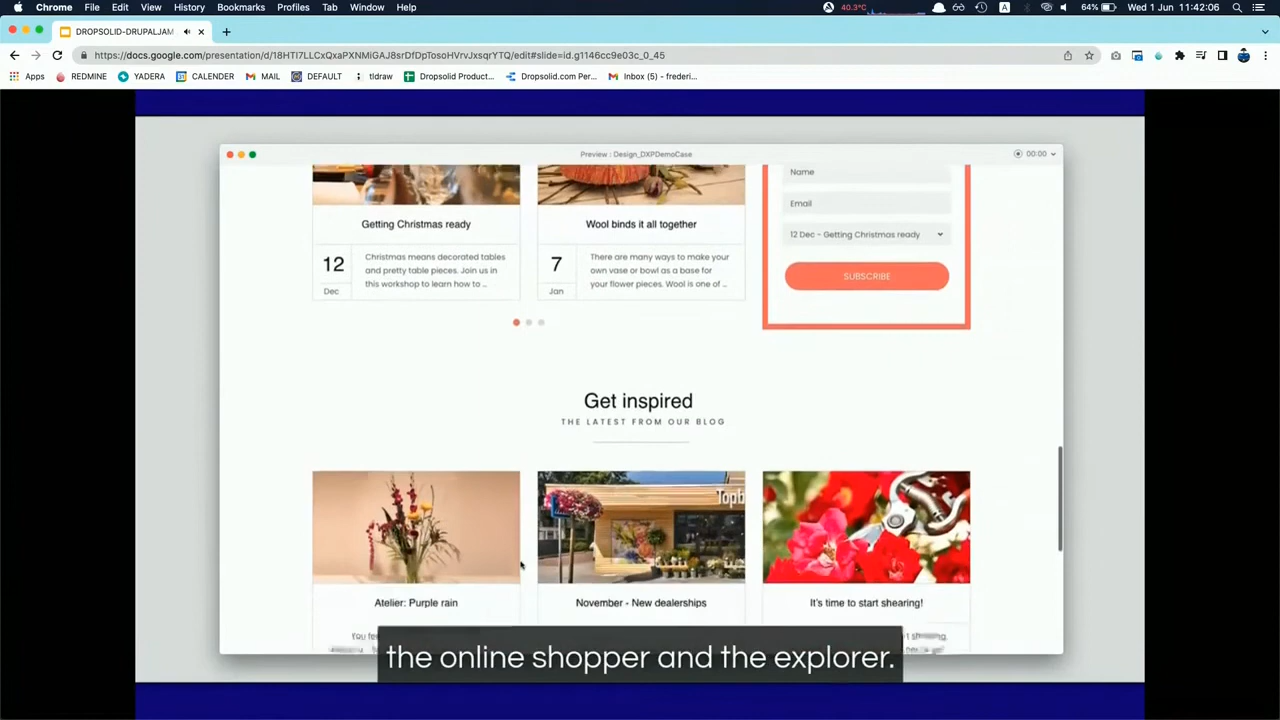 Chrome File Edit View History Bookmarks Profiles Tab Window Help 40.3°C A 64% Wed 1 Jun 11:42:06
DROPSOLID-DRUPALJAM
docs.google.com/presentation/d/18HTl7LLCxQxaPXNMiGAJ8srDfDpTosoHVrvJxsqrYTQ/edit#slide=id.g1146cc9e03c_0_45
Apps REDMINE YADERA CALENDER MAIL DEFAULT tldraw Dropsolid Product... Dropsolid.com Per... Inbox (5) - frederi...
Preview : Design_DXPDemoCase 00:00
Name
Getting Christmas ready Wool binds it all together
Email
12 Dec - Getting Christmas ready
12
Dec
Christmas means decorated tables
and pretty table pieces. Join us in
this workshop to learn how to ...
7
Jan
There are many ways to make your
own vase or bowl as a base for
your flower pieces. Wool is one of ...
SUBSCRIBE
Get inspired
THE LATEST FROM OUR BLOG
Topb
Atelier: Purple rain November - New dealerships It's time to start shearing!
the online shopper and the explorer.